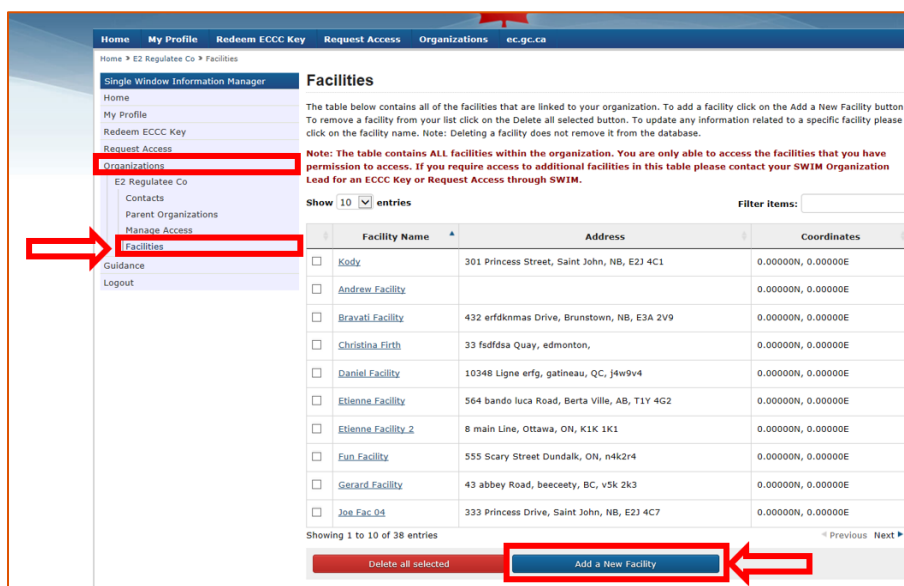 Home My Profile Redeem ECCC Key Request Access Organizations ec.gc.ca
Home > E2 Regulatee Co > Facilities
Single Window Information Manager
Home
My Profile
Redeem ECCC Key
Request Access
Organizations
E2 Regulatee Co
Contacts
Parent Organizations
Manage Access
Facilities
Guidance
Logout
Facilities
The table below contains all of the facilities that are linked to your organization. To add a facility click on the Add a New Facility button
To remove a facility from your list click on the Delete all selected button. To update any information related to a specific facility please
click on the facility name. Note: Deleting a facility does not remove it from the database.
Note: The table contains ALL facilities within the organization. You are only able to access the facilities that you have
permission to access. If you require access to additional facilities in this table please contact your SWIM Organization
Lead for an ECCC Key or Request Access through SWIM.
Show 10 entries Filter items:
Facility Name Address Coordinates
Kody 301 Princess Street, Saint John, NB, E2J 4C1 0.00000N, 0.00000E
Andrew Facility 0.00000N, 0.00000E
Bravati Facility 432 erfdknmas Drive, Brunstown, NB, E3A 2V9 0.00000N, 0.00000E
Christina Firth 33 fsdfdsa Quay, edmonton, 0.00000N, 0.00000E
Daniel Facility 10348 Ligne erfg, gatineau, QC, j4w9v4 0.00000N, 0.00000E
Etienne Facility 564 bando luca Road, Berta Ville, AB, T1Y 4G2 0.00000N, 0.00000E
Etienne Facility 2 8 main Line, Ottawa, ON, K1K 1K1 0.00000N, 0.00000E
Fun Facility 555 Scary Street Dundalk, ON, n4k2r4 0.00000N, 0.00000E
Gerard Facility 43 abbey Road, beeceety, BC, v5k 2k3 0.00000N, 0.00000E
Joe Fac 04 333 Princess Drive, Saint John, NB, E2J 4C7 0.00000N, 0.00000E
Showing 1 to 10 of 38 entries Previous Next
Delete all selected Add a New Facility